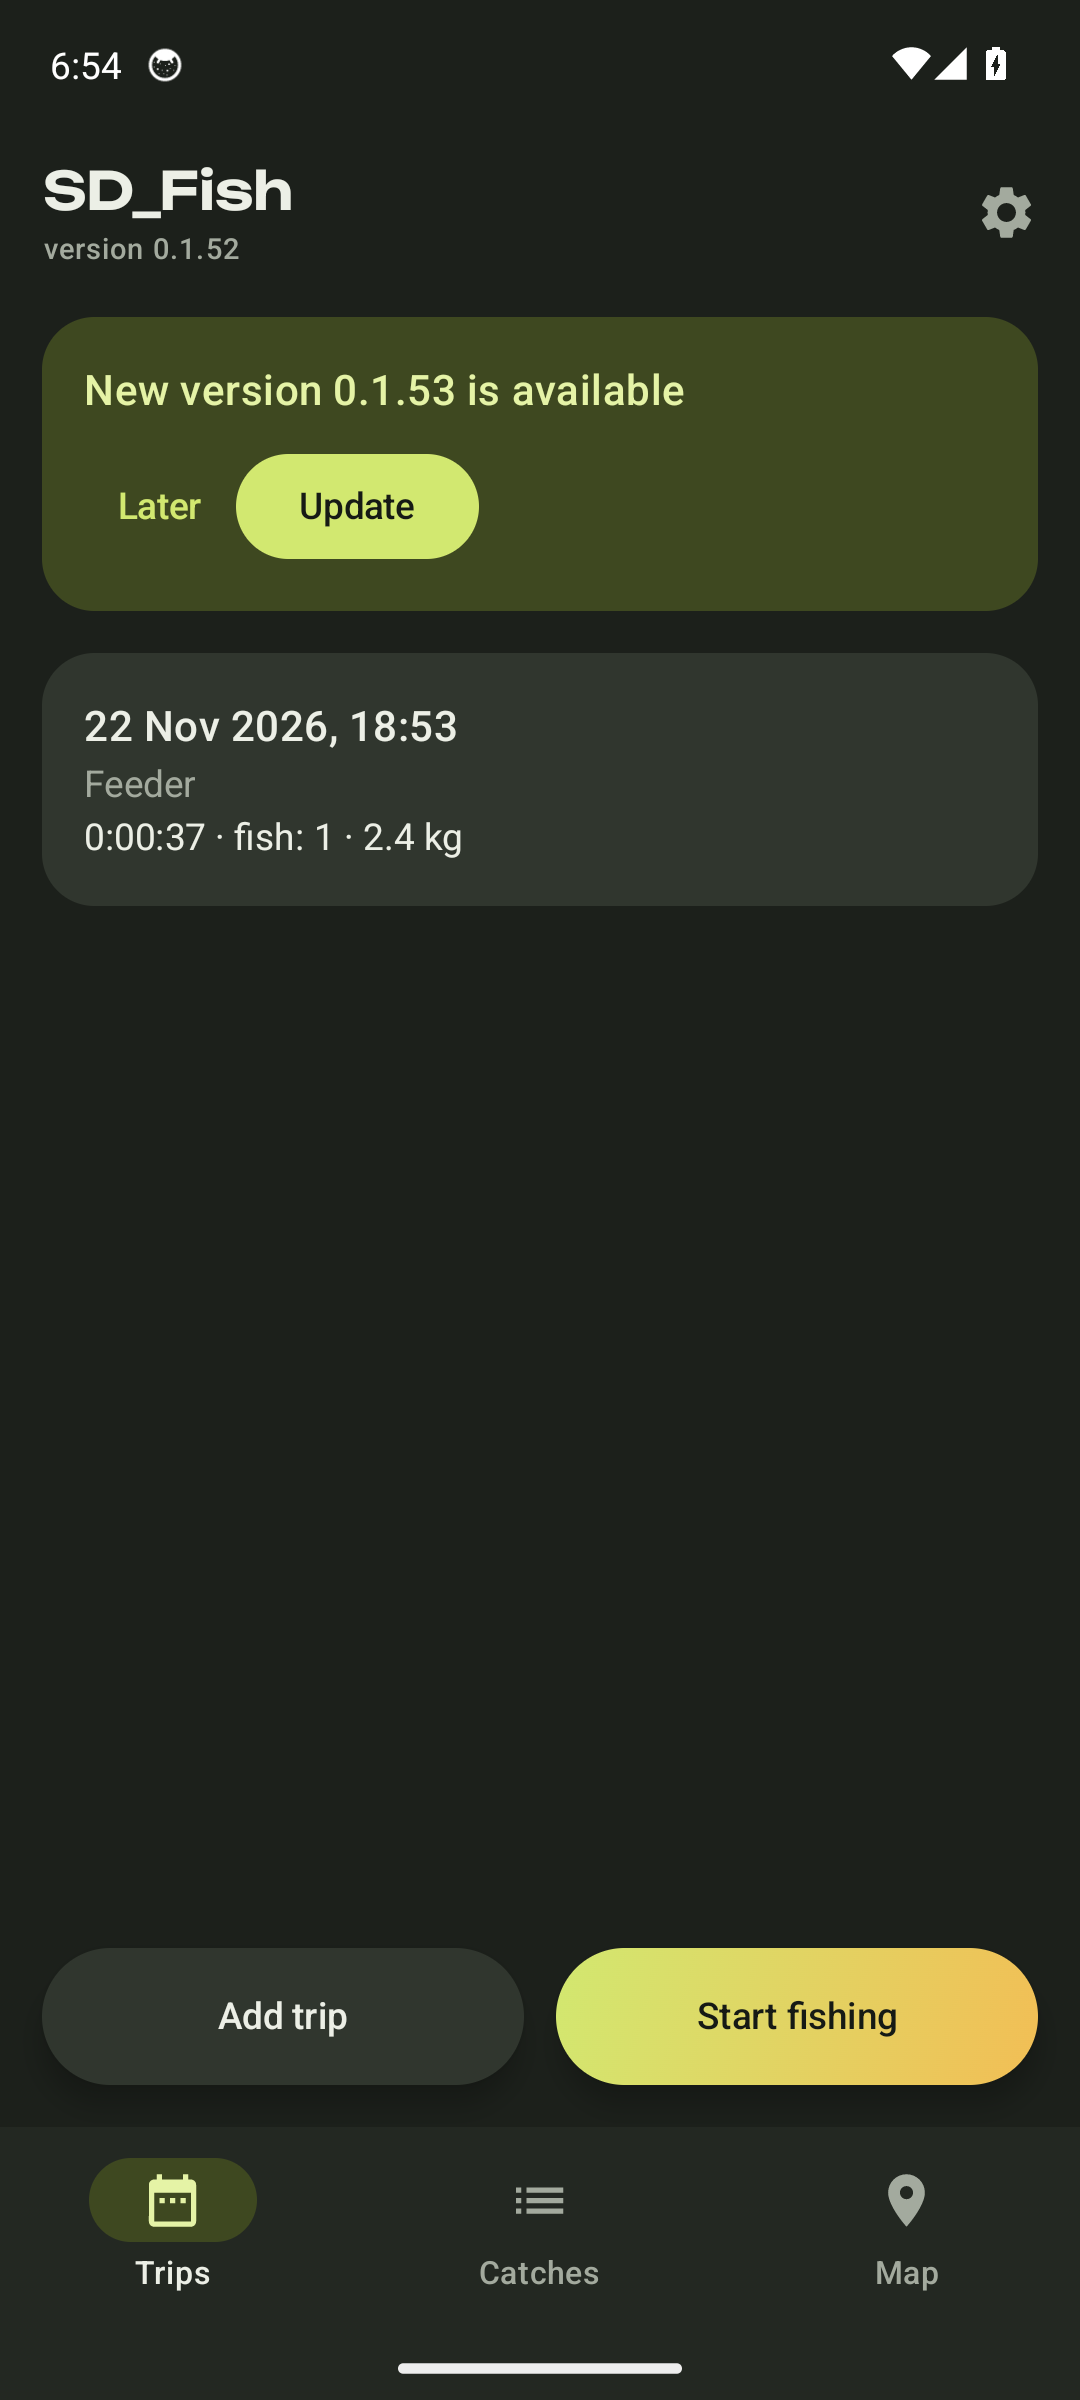 6:54
SD_Fish
version 0.1.52
New version 0.1.53 is available
Later
Update
22 Nov 2026, 18:53
Feeder
0:00:37 · fish: 1 · 2.4 kg
Add trip
Start fishing
Trips
Catches
Map